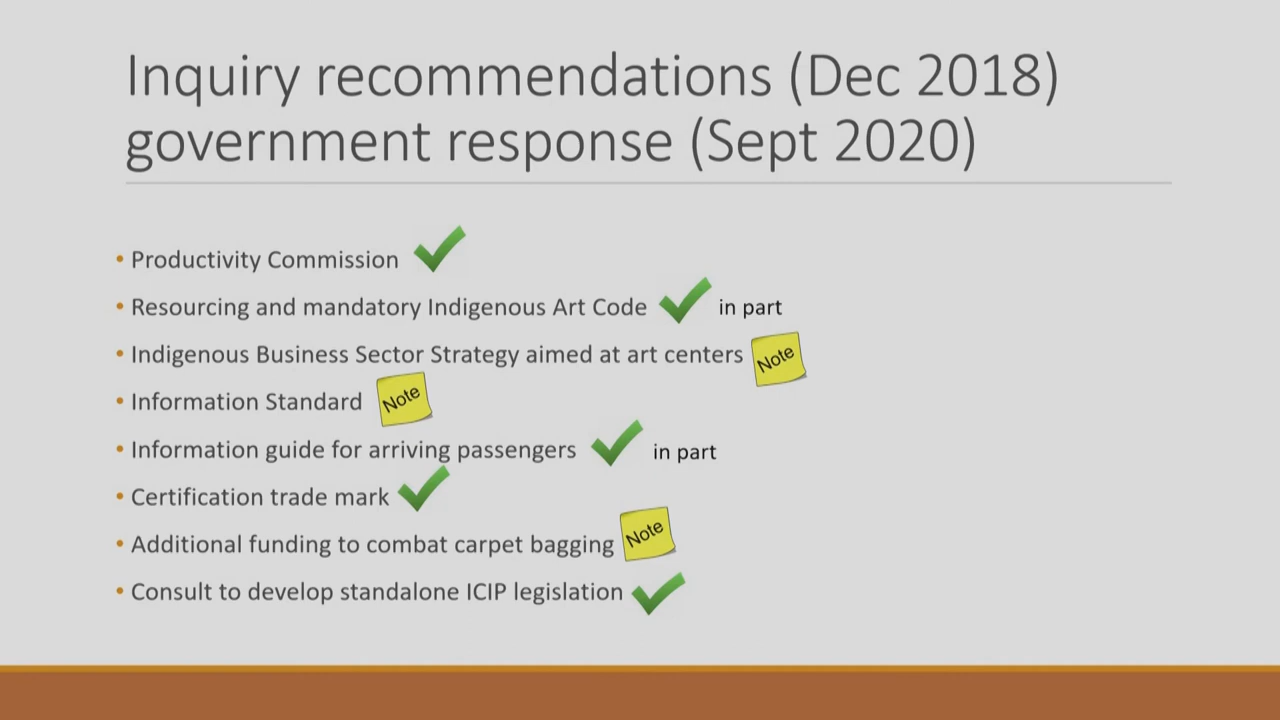 Inquiry recommendations (Dec 2018)
government response (Sept 2020)
• Productivity Commission
• Resourcing and mandatory Indigenous Art Code in part
• Indigenous Business Sector Strategy aimed at art centers Note
• Information Standard Note
• Information guide for arriving passengers in part
• Certification trade mark
• Additional funding to combat carpet bagging Note
• Consult to develop standalone ICIP legislation